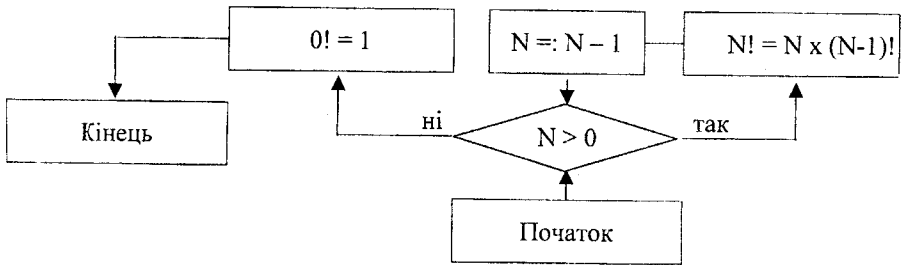 0! = 1
N =: N – 1
N! = N x (N-1)!
Кінець
ні
N > 0
так
Початок